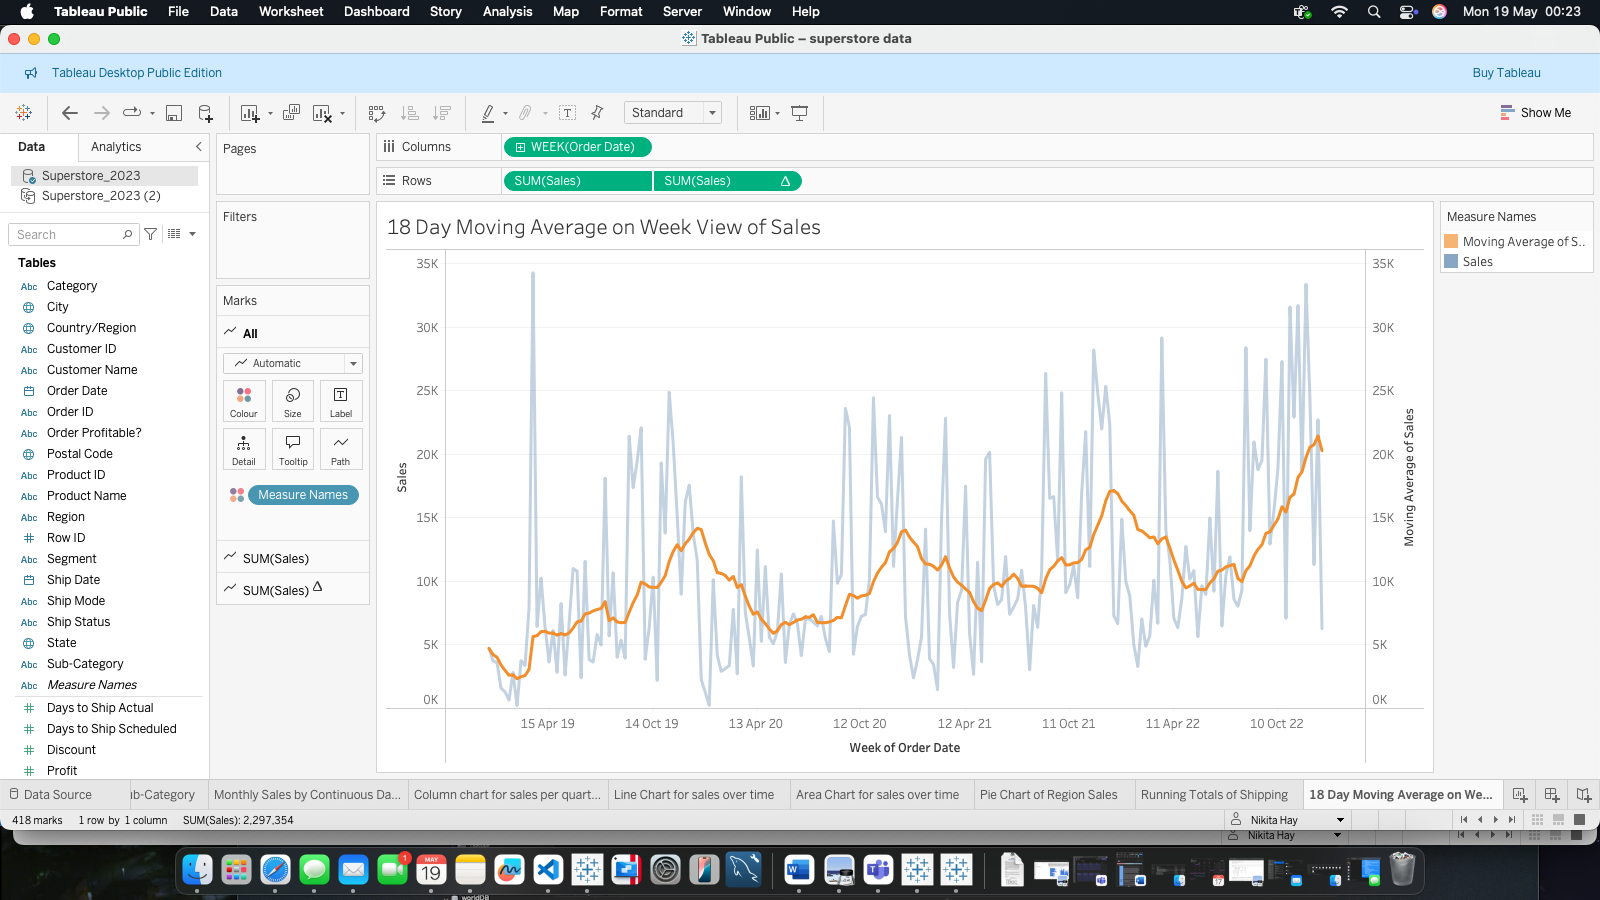 Tableau Public File Data Worksheet Dashboard Story Analysis Map Format Server Window Help Mon 19 May 00:23
Tableau Public – superstore data
Tableau Desktop Public Edition Buy Tableau
Standard Show Me
Data Analytics
Superstore_2023
Superstore_2023 (2)
Search
Tables
Abc Category
City
Country/Region
Abc Customer ID
Abc Customer Name
Order Date
Abc Order ID
Abc Order Profitable?
Postal Code
Abc Product ID
Abc Product Name
Abc Region
# Row ID
Abc Segment
Ship Date
Abc Ship Mode
Abc Ship Status
State
Abc Sub-Category
Abc Measure Names
# Days to Ship Actual
# Days to Ship Scheduled
# Discount
# Profit
Pages
Filters
Marks
All
Automatic
Colour Size Label
Detail Tooltip Path
Measure Names
SUM(Sales)
SUM(Sales) Δ
Columns WEEK(Order Date)
Rows SUM(Sales) SUM(Sales) Δ
18 Day Moving Average on Week View of Sales
35K
30K
25K
20K
15K
10K
5K
0K
Sales
35K
30K
25K
20K
15K
10K
5K
0K
Moving Average of Sales
15 Apr 19 14 Oct 19 13 Apr 20 12 Oct 20 12 Apr 21 11 Oct 21 11 Apr 22 10 Oct 22
Week of Order Date
Measure Names
Moving Average of S..
Sales
Data Source ıb-Category Monthly Sales by Continuous Da... Column chart for sales per quart... Line Chart for sales over time Area Chart for sales over time Pie Chart of Region Sales Running Totals of Shipping 18 Day Moving Average on We...
418 marks 1 row by 1 column SUM(Sales): 2,297,354 Nikita Hay
Nikita Hay
1
MAY
19
worldDB